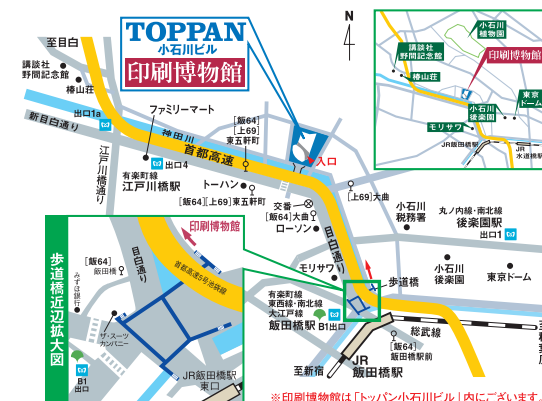 至目白
TOPPAN
小石川ビル
印刷博物館
N
小石川
植物園
講談社
野間記念館
印刷博物館
椿山荘
東京
ドーム
小石川
後楽園
モリサワ
JR飯田橋駅
JR
水道橋駅
講談社
野間記念館
椿山荘
出口1a
ファミリーマート
新目白通り
神田川
[飯64]
[上69]
東五軒町
首都高速
入口
江戸川橋通り
出口4
有楽町線
江戸川橋駅
トーハン
[飯64][上69]東五軒町
[上69]大曲
交番
[飯64]大曲
ローソン
小石川
税務署
丸ノ内線・南北線
後楽園駅
出口1
目白通り
モリサワ
歩道橋
小石川
後楽園
東京ドーム
有楽町線
東西線・南北線
大江戸線
飯田橋駅
B1出口
総武線
[飯64]
飯田橋駅前
JR
飯田橋駅
至新宿
歩道橋近辺拡大図
印刷博物館
目白通り
[飯64]
飯田橋
首都高速5号池袋線
みずほ銀行
ザ・スーツ
カンパニー
B1
出口
JR飯田橋駅
東口
※印刷博物館は「トッパン小石川ビル」内にございます。